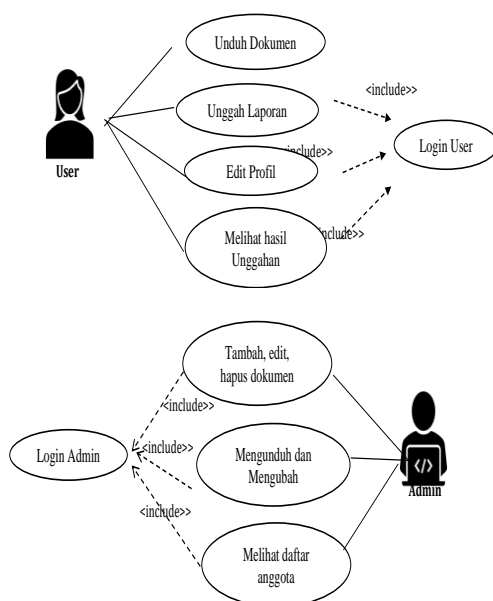 Unduh Dokumen
<include>>
Unggah Laporan
Login User
<include>>
User
Edit Profil
Melihat hasil
Unggahan
<include>>
Tambah, edit,
hapus dokumen
<include>>
Login Admin
<include>>
Mengunduh dan
Mengubah
</>
Admin
<include>>
Melihat daftar
anggota